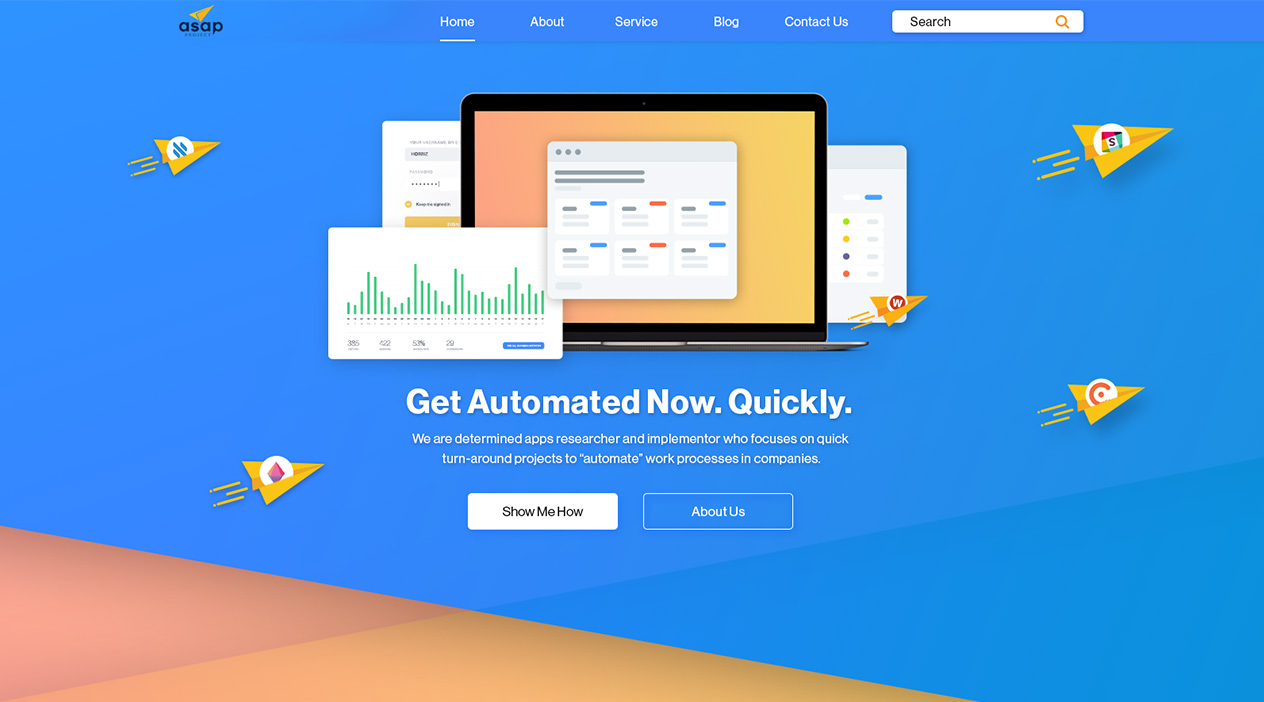 asap
PROJECT
Home
About
Service
Blog
Contact Us
Search
S
W
Keep me signed in
385
422
53%
29
Get Automated Now. Quickly.
We are determined apps researcher and implementor who focuses on quick
turn-around projects to “automate” work processes in companies.
Show Me How
About Us